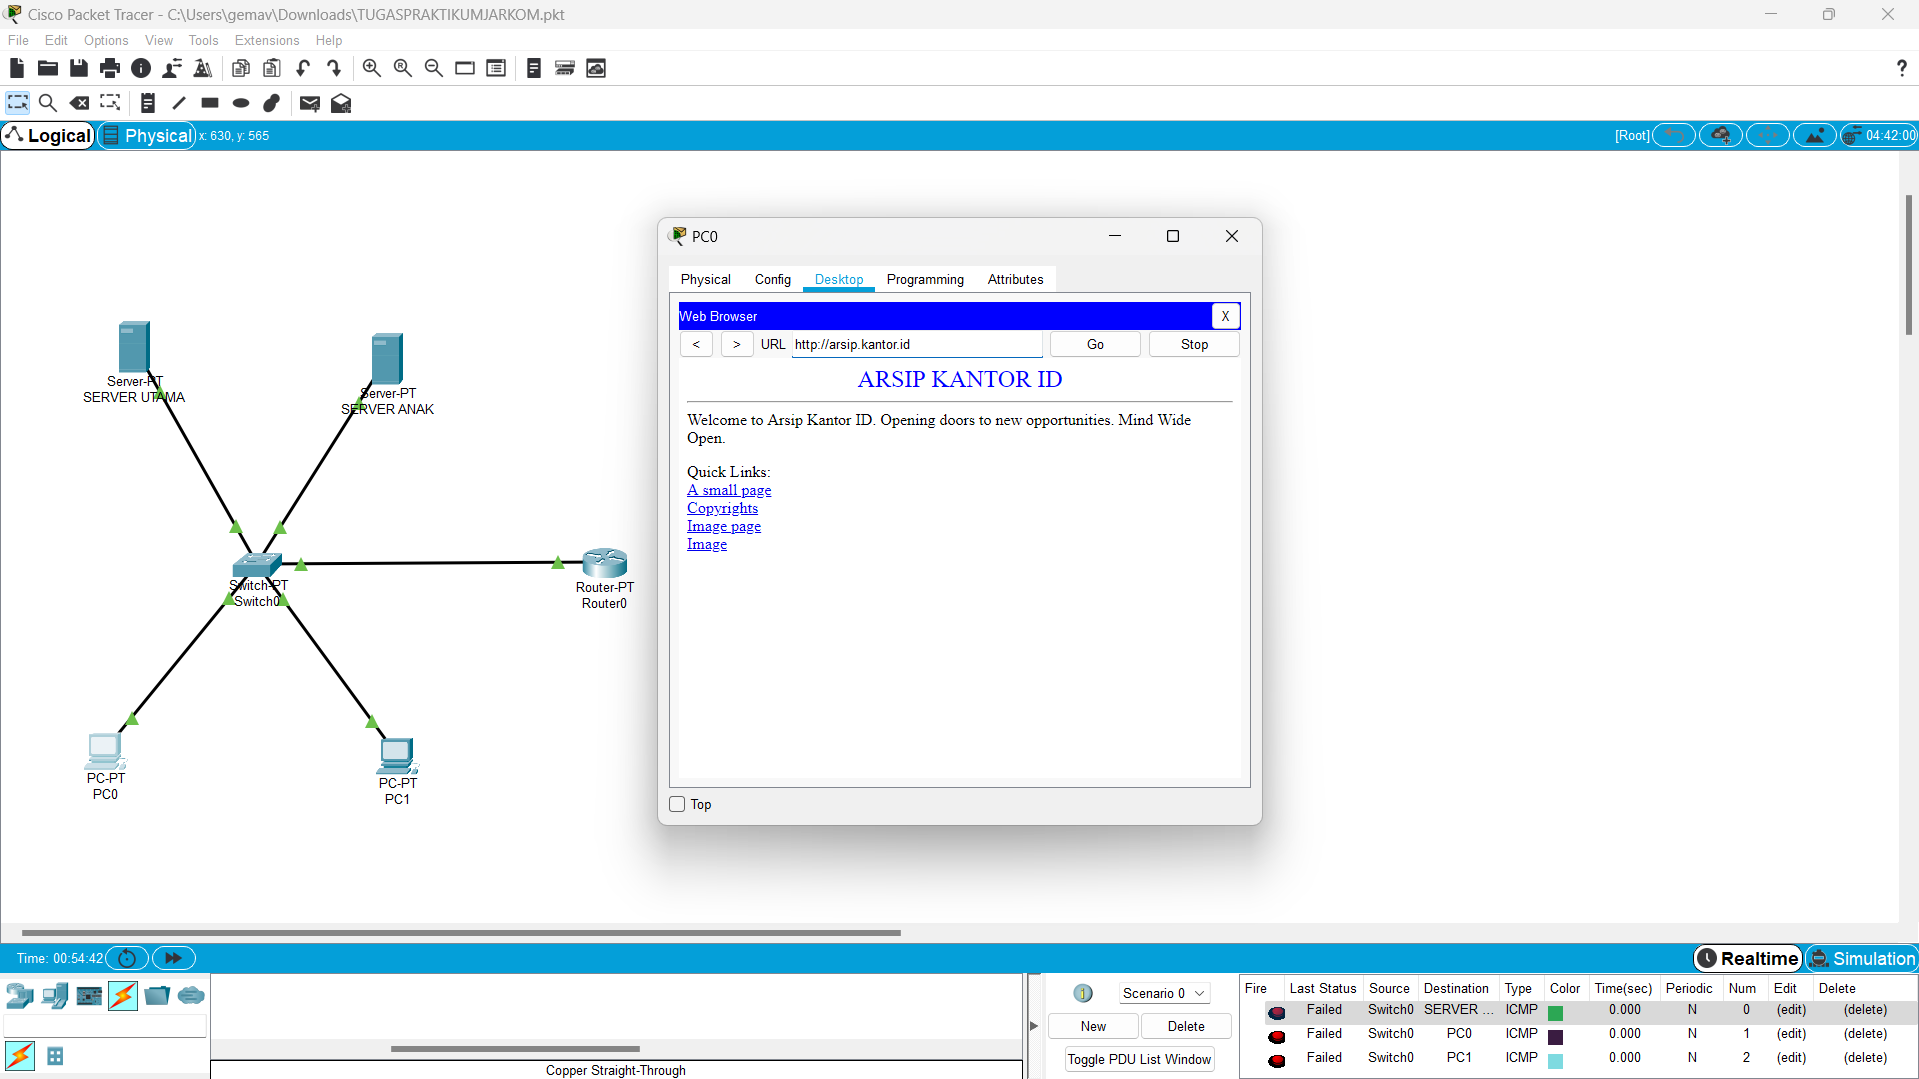 Cisco Packet Tracer - C:\Users\gemav\Downloads\TUGASPRAKTIKUMJARKOM.pkt
File Edit Options View Tools Extensions Help
?
Logical Physical x: 630, y: 565 [Root] 04:42:00
PC0
Physical Config Desktop Programming Attributes
Web Browser X
< > URL http://arsip.kantor.id Go Stop
ARSIP KANTOR ID
Welcome to Arsip Kantor ID. Opening doors to new opportunities. Mind Wide
Open.
Quick Links:
A small page
Copyrights
Image page
Image
Top
Server-PT
SERVER UTAMA
Server-PT
SERVER ANAK
Switch-PT
Switch0
Router-PT
Router0
PC-PT
PC0
PC-PT
PC1
Time: 00:54:42 Realtime Simulation
Scenario 0
New Delete
Toggle PDU List Window
Copper Straight-Through
Fire Last Status Source Destination Type Color Time(sec) Periodic Num Edit Delete
Failed Switch0 SERVER ... ICMP 0.000 N 0 (edit) (delete)
Failed Switch0 PC0 ICMP 0.000 N 1 (edit) (delete)
Failed Switch0 PC1 ICMP 0.000 N 2 (edit) (delete)